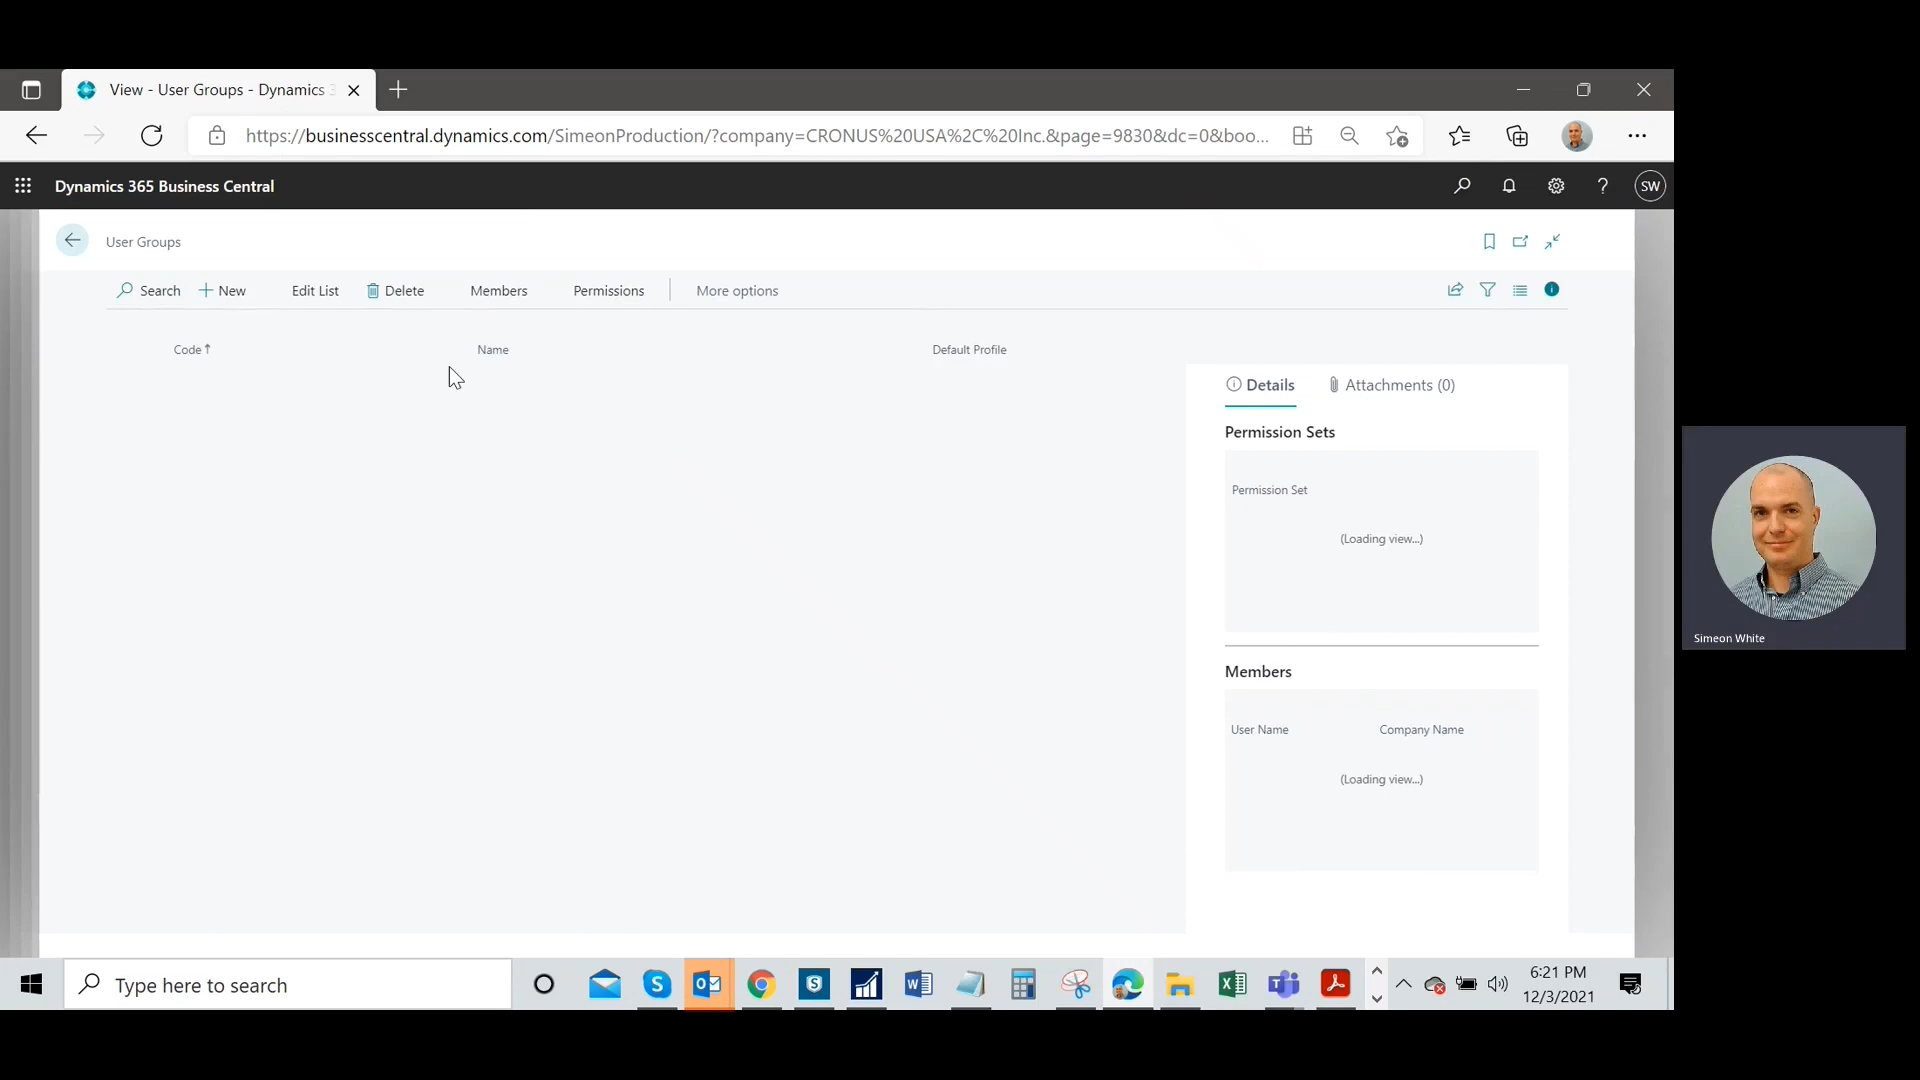 View - User Groups - Dynamics 3
https://businesscentral.dynamics.com/SimeonProduction/?company=CRONUS%20USA%2C%20Inc.&page=9830&dc=0&boo...
Dynamics 365 Business Central
SW
User Groups
Search
New
Edit List
Delete
Members
Permissions
More options
Code ↑
Name
Default Profile
Details
Attachments (0)
Permission Sets
Permission Set
(Loading view...)
Members
User Name
Company Name
(Loading view...)
Simeon White
Type here to search
6:21 PM
12/3/2021